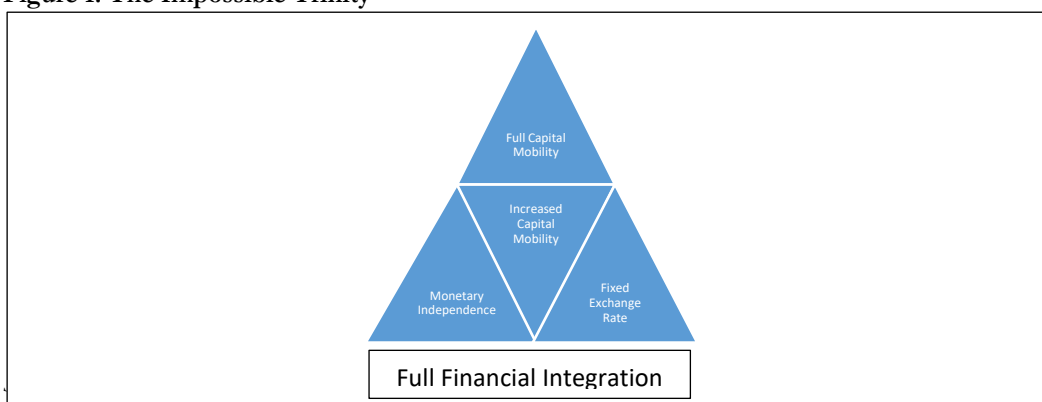 Figure 1. The Impossible Trinity
Full Capital
Mobility
Increased
Capital
Mobility
Monetary
Independence
Fixed
Exchange
Rate
Full Financial Integration